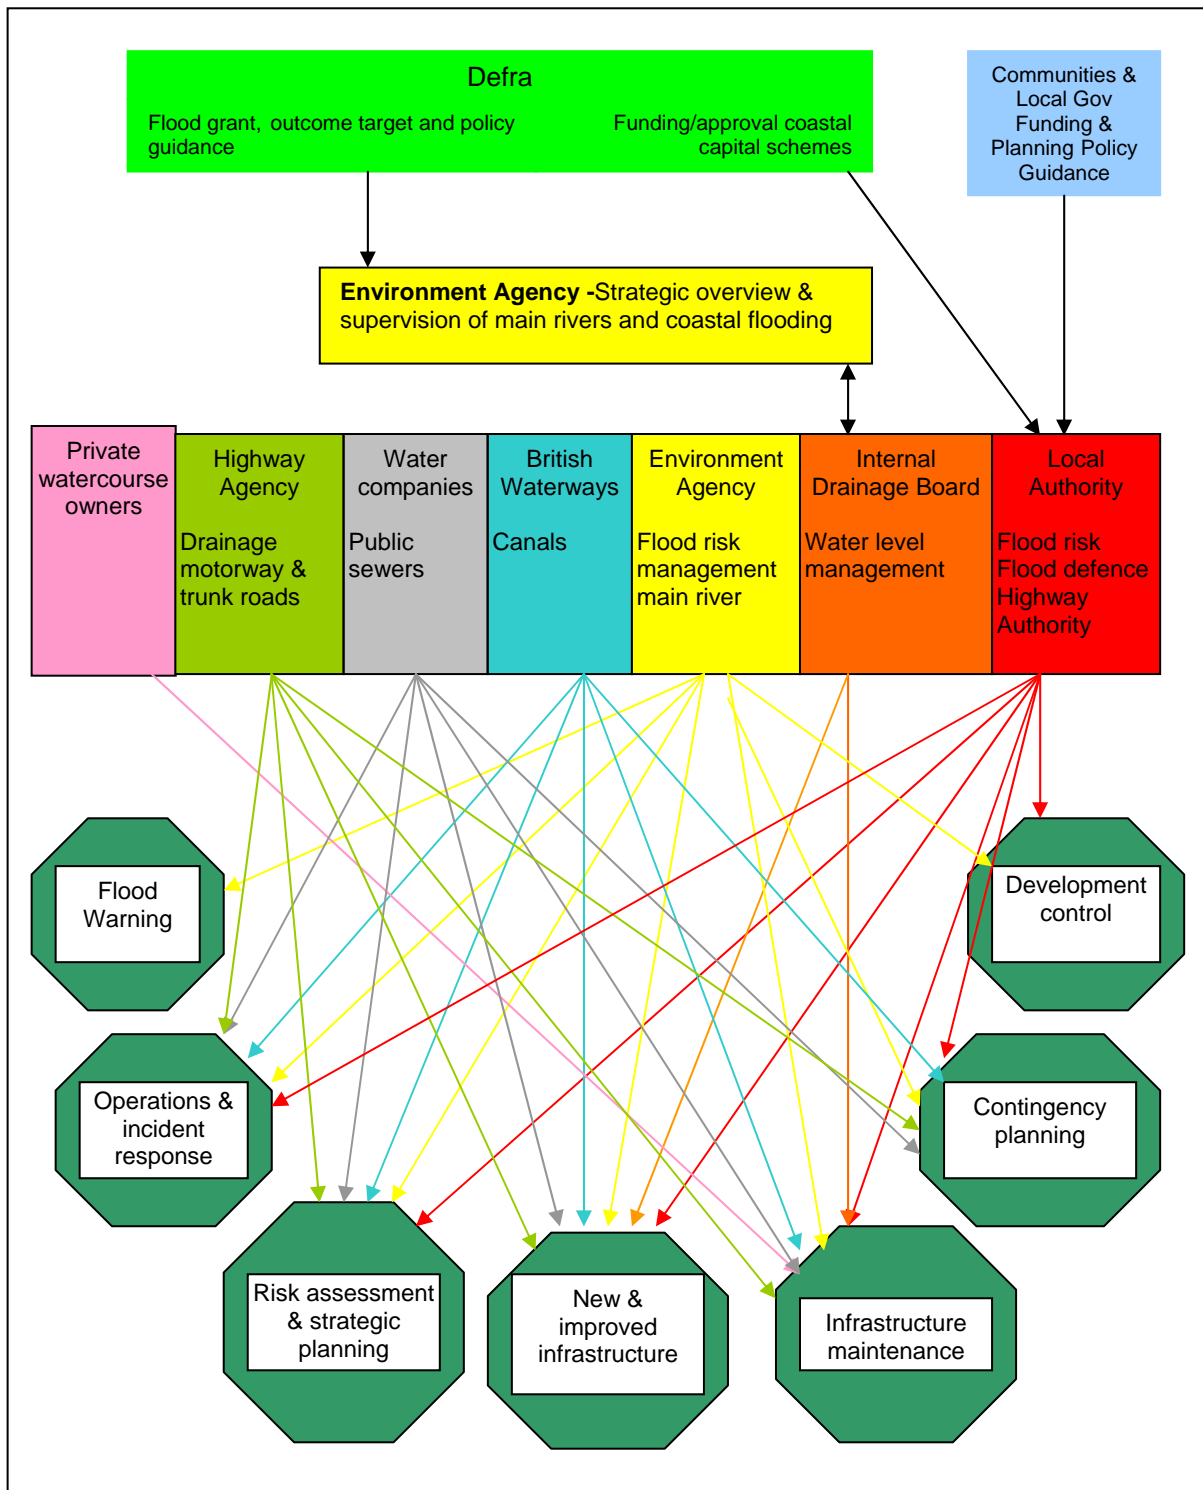 Defra
Flood grant, outcome target and policy
guidance
Funding/approval coastal
capital schemes
Communities &
Local Gov
Funding &
Planning Policy
Guidance
Environment Agency -Strategic overview &
supervision of main rivers and coastal flooding
Private
watercourse
owners
Highway
Agency
Drainage
motorway &
trunk roads
Water
companies
Public
sewers
British
Waterways
Canals
Environment
Agency
Flood risk
management
main river
Internal
Drainage Board
Water level
management
Local
Authority
Flood risk
Flood defence
Highway
Authority
Flood
Warning
Development
control
Operations &
incident
response
Contingency
planning
Risk assessment
& strategic
planning
New &
improved
infrastructure
Infrastructure
maintenance